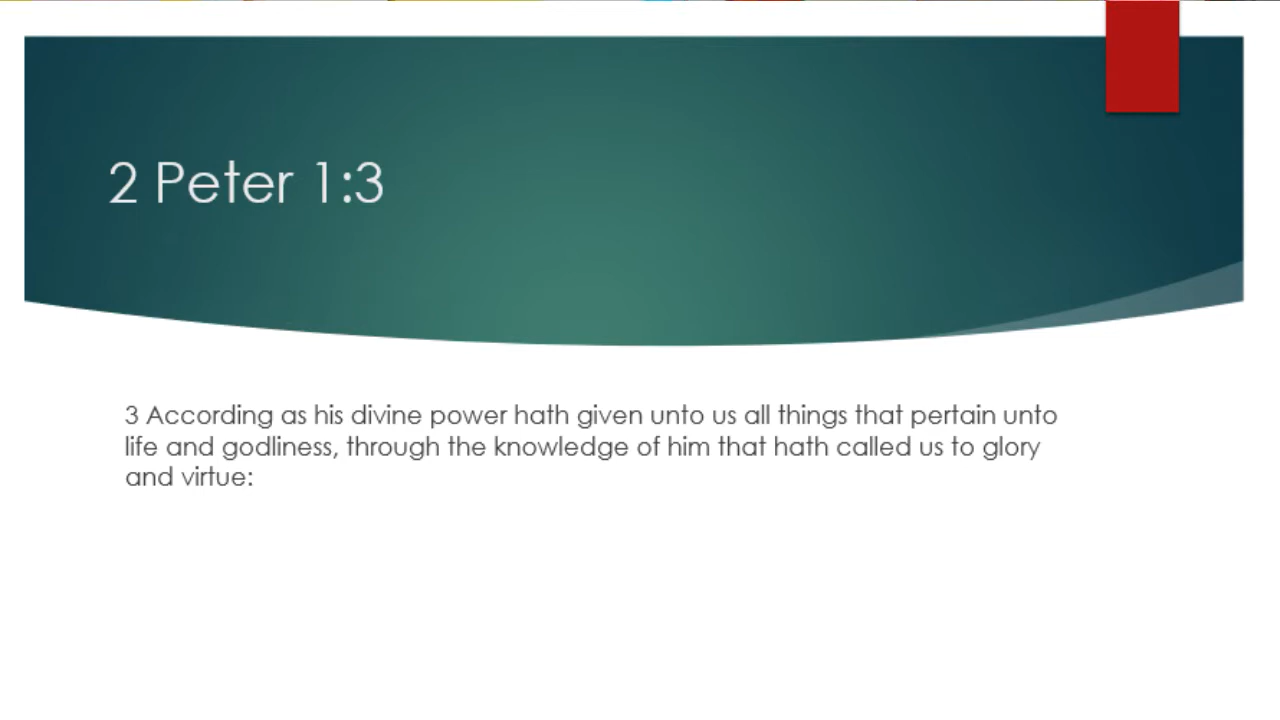 2 Peter 1:3
3 According as his divine power hath given unto us all things that pertain unto
life and godliness, through the knowledge of him that hath called us to glory
and virtue: